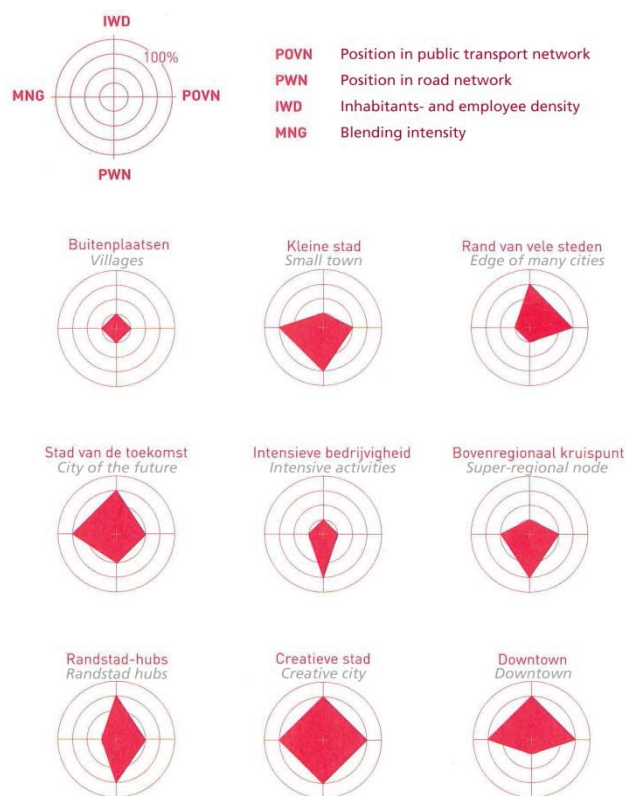 IWD
100%
MNG
POVN
PWN
POVN Position in public transport network
PWN Position in road network
IWD Inhabitants- and employee density
MNG Blending intensity
Buitenplaatsen
Villages
Kleine stad
Small town
Rand van vele steden
Edge of many cities
Stad van de toekomst
City of the future
Intensieve bedrijvigheid
Intensive activities
Bovenregionaal kruispunt
Super-regional node
Randstad-hubs
Randstad hubs
Creatieve stad
Creative city
Downtown
Downtown